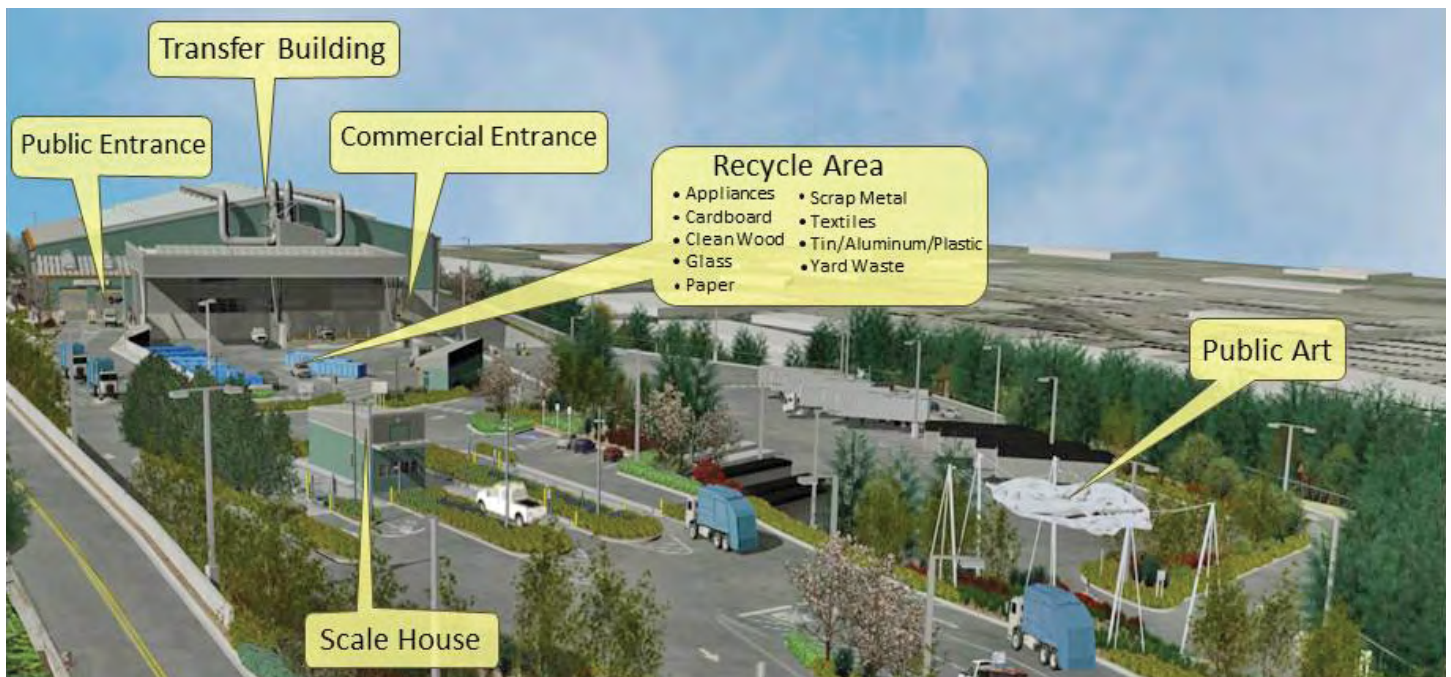 Transfer Building
Public Entrance
Commercial Entrance
Recycle Area
• Appliances
• Cardboard
• Clean Wood
• Glass
• Paper
• Scrap Metal
• Textiles
• Tin/Aluminum/Plastic
• Yard Waste
Public Art
Scale House